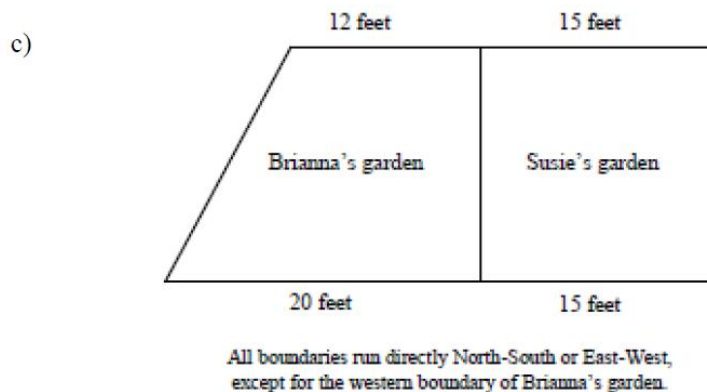 c)
12 feet 15 feet
Brianna's garden Susie's garden
20 feet 15 feet
All boundaries run directly North-South or East-West,
except for the western boundary of Brianna's garden.